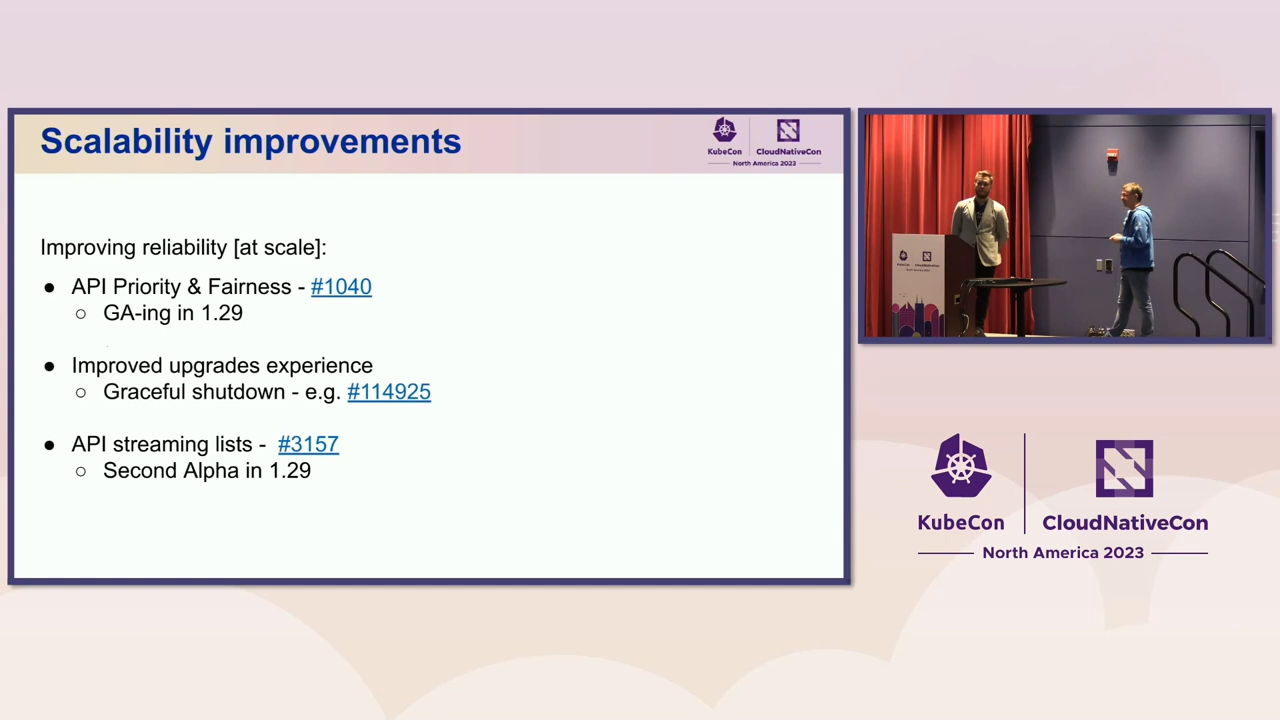 Scalability improvements
KubeCon
CloudNativeCon
North America 2023
Improving reliability [at scale]:
● API Priority & Fairness - #1040
○ GA-ing in 1.29
● Improved upgrades experience
○ Graceful shutdown - e.g. #114925
● API streaming lists - #3157
○ Second Alpha in 1.29
KubeCon
CloudNativeCon
North America 2023